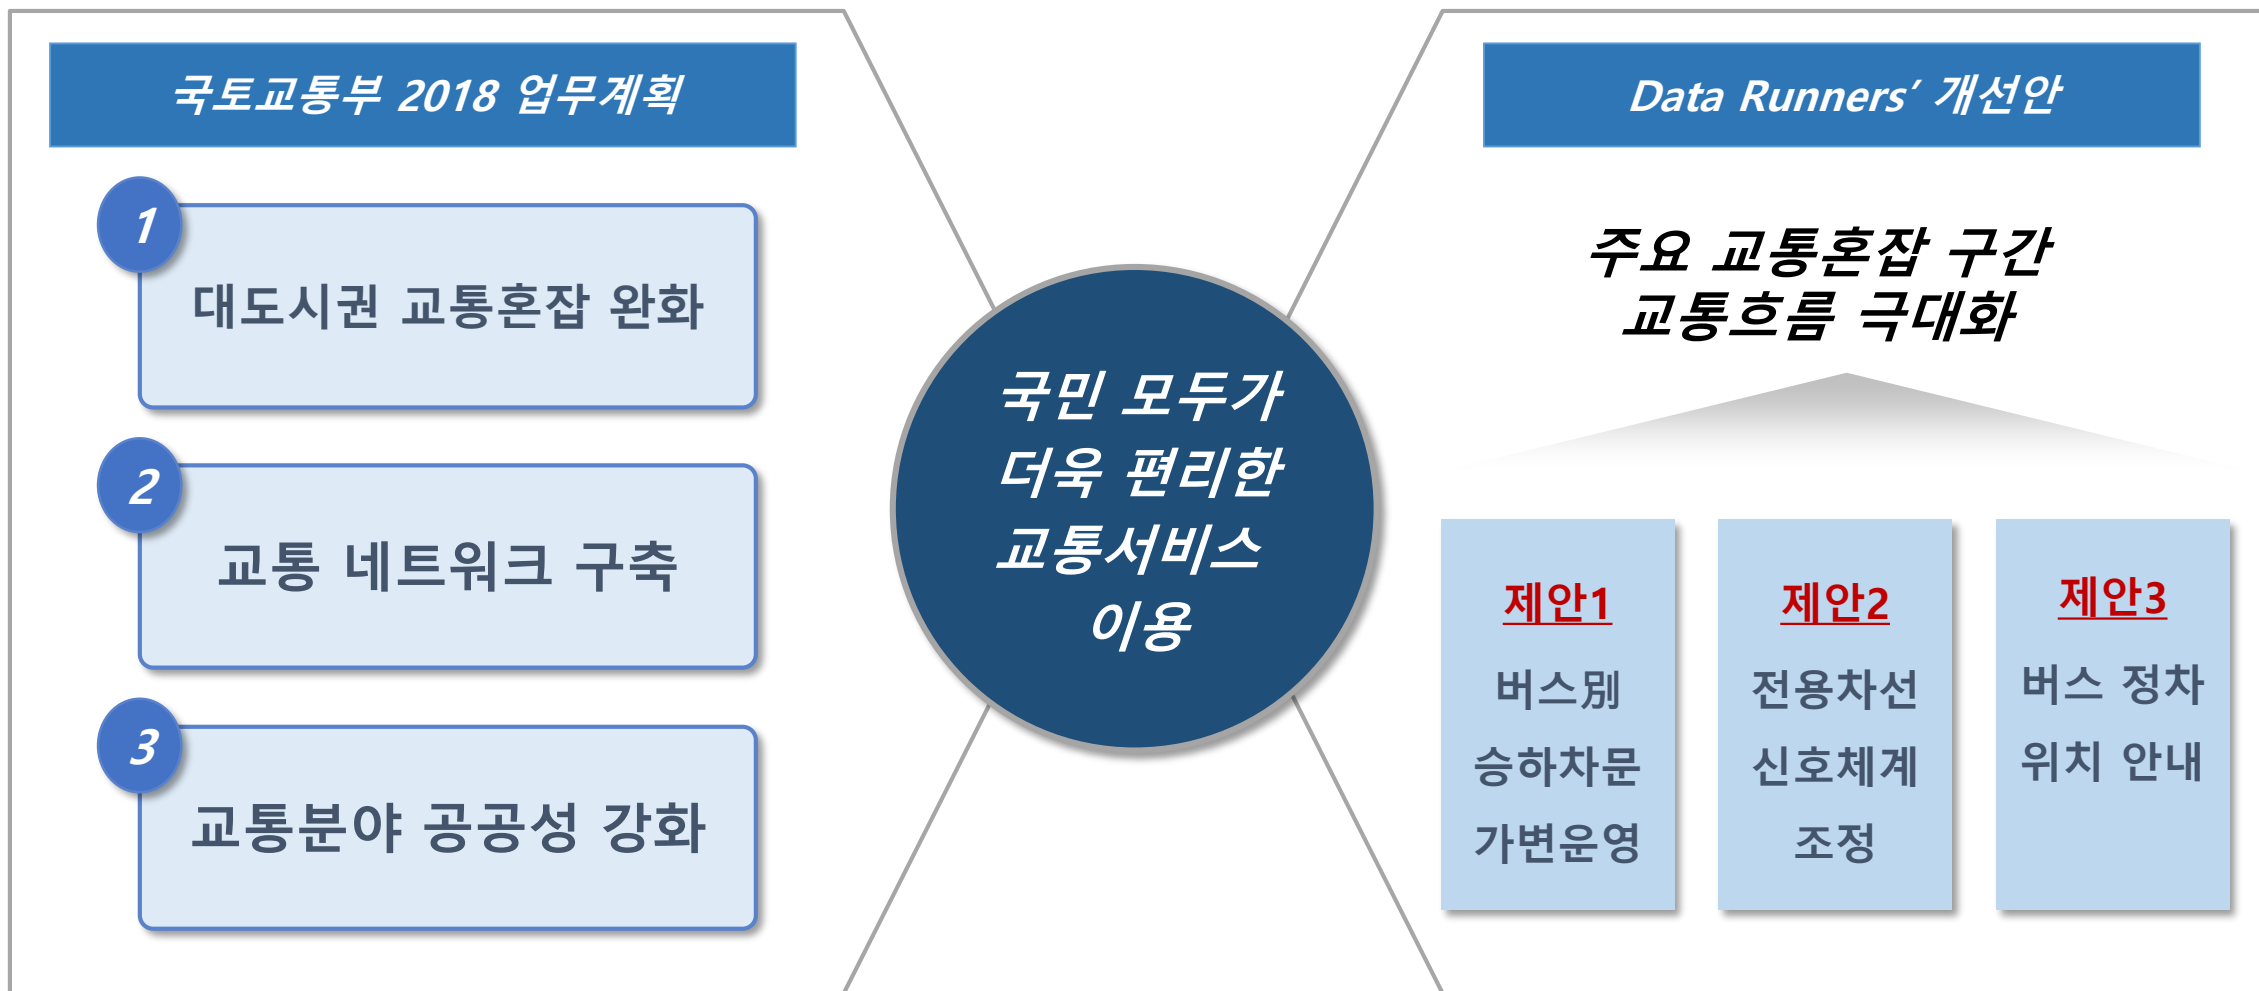 국토교통부 2018 업무계획
1
대도시권 교통혼잡 완화
2
교통 네트워크 구축
3
교통분야 공공성 강화
국민 모두가
더욱 편리한
교통서비스
이용
Data Runners’ 개선안
주요 교통혼잡 구간
교통흐름 극대화
제안1
버스別
승하차문
가변운영
제안2
전용차선
신호체계
조정
제안3
버스 정차
위치 안내